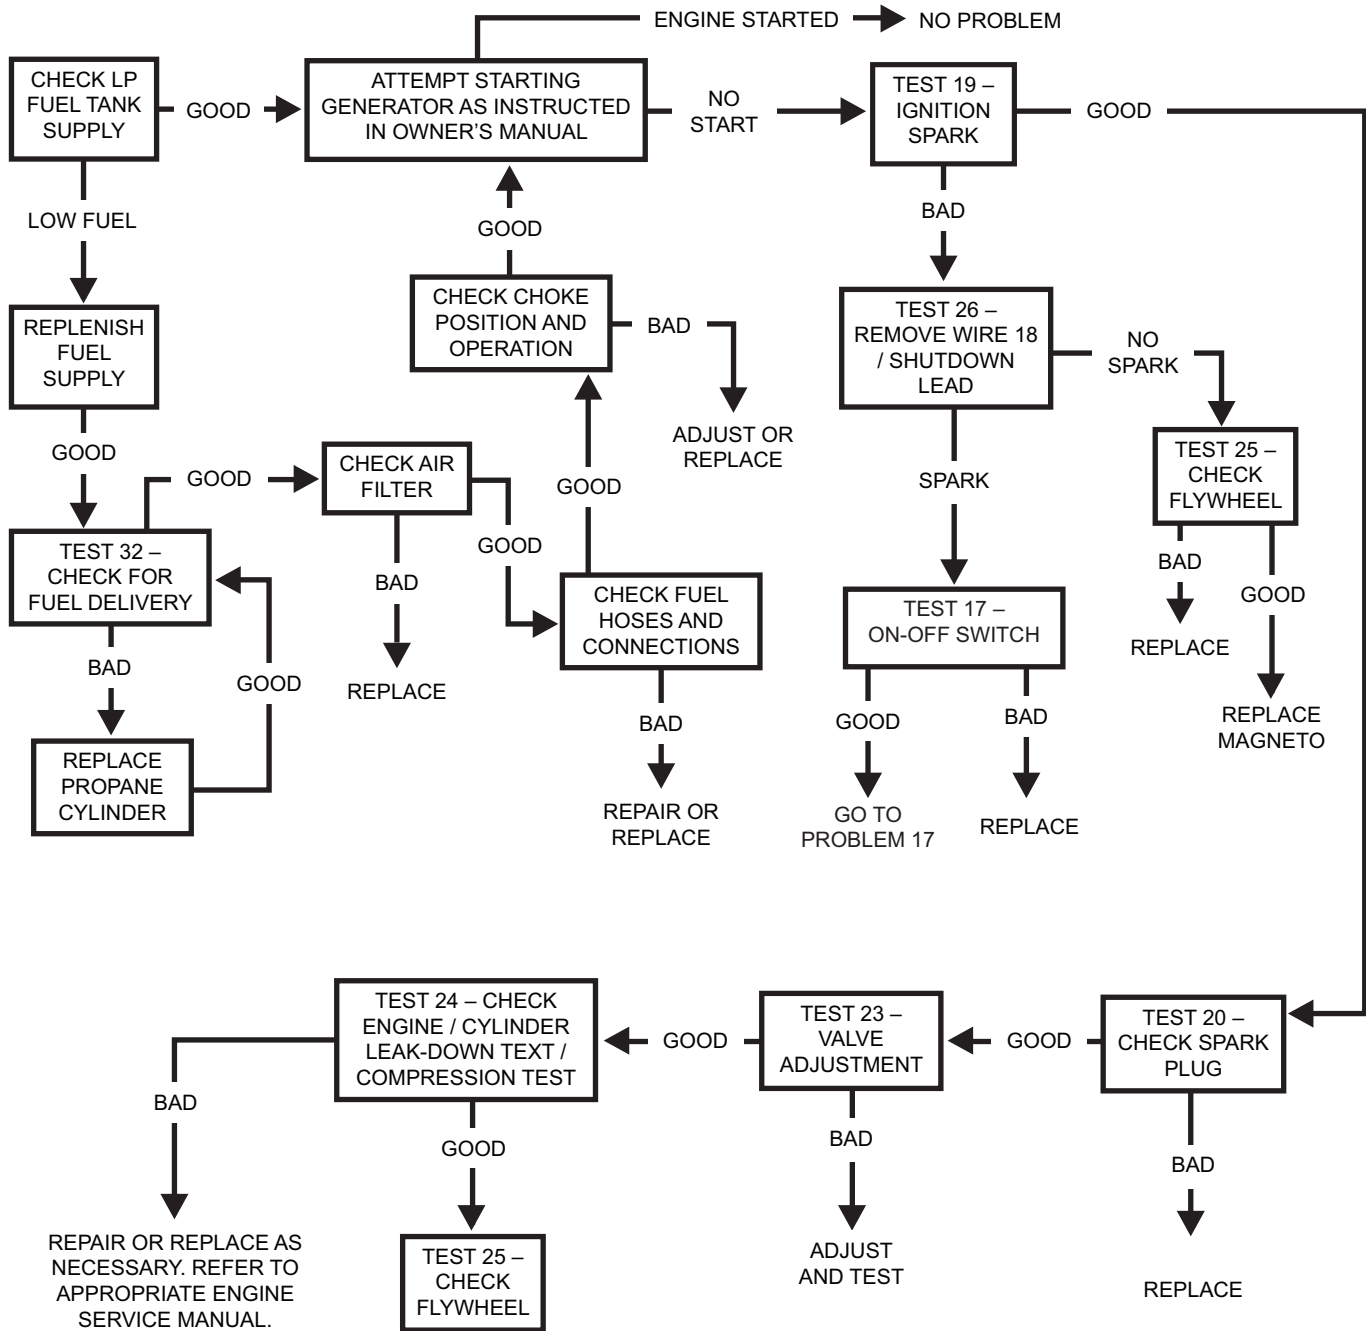 ENGINE STARTED
NO PROBLEM
CHECK LP
FUEL TANK
SUPPLY
GOOD
ATTEMPT STARTING
GENERATOR AS INSTRUCTED
IN OWNER'S MANUAL
NO
START
TEST 19 –
IGNITION
SPARK
GOOD
LOW FUEL
GOOD
BAD
REPLENISH
FUEL
SUPPLY
CHECK CHOKE
POSITION AND
OPERATION
BAD
TEST 26 –
REMOVE WIRE 18
/ SHUTDOWN
LEAD
NO
SPARK
GOOD
ADJUST OR
REPLACE
GOOD
CHECK AIR
FILTER
GOOD
SPARK
TEST 25 –
CHECK
FLYWHEEL
TEST 32 –
CHECK FOR
FUEL DELIVERY
GOOD
BAD
CHECK FUEL
HOSES AND
CONNECTIONS
TEST 17 –
ON-OFF SWITCH
BAD
GOOD
BAD
GOOD
REPLACE
BAD
GOOD
BAD
REPLACE
REPLACE
MAGNETO
REPLACE
PROPANE
CYLINDER
REPAIR OR
REPLACE
GO TO
PROBLEM 17
REPLACE
TEST 24 – CHECK
ENGINE / CYLINDER
LEAK-DOWN TEXT /
COMPRESSION TEST
GOOD
TEST 23 –
VALVE
ADJUSTMENT
GOOD
TEST 20 –
CHECK SPARK
PLUG
BAD
GOOD
BAD
BAD
REPAIR OR REPLACE AS
NECESSARY. REFER TO
APPROPRIATE ENGINE
SERVICE MANUAL.
TEST 25 –
CHECK
FLYWHEEL
ADJUST
AND TEST
REPLACE